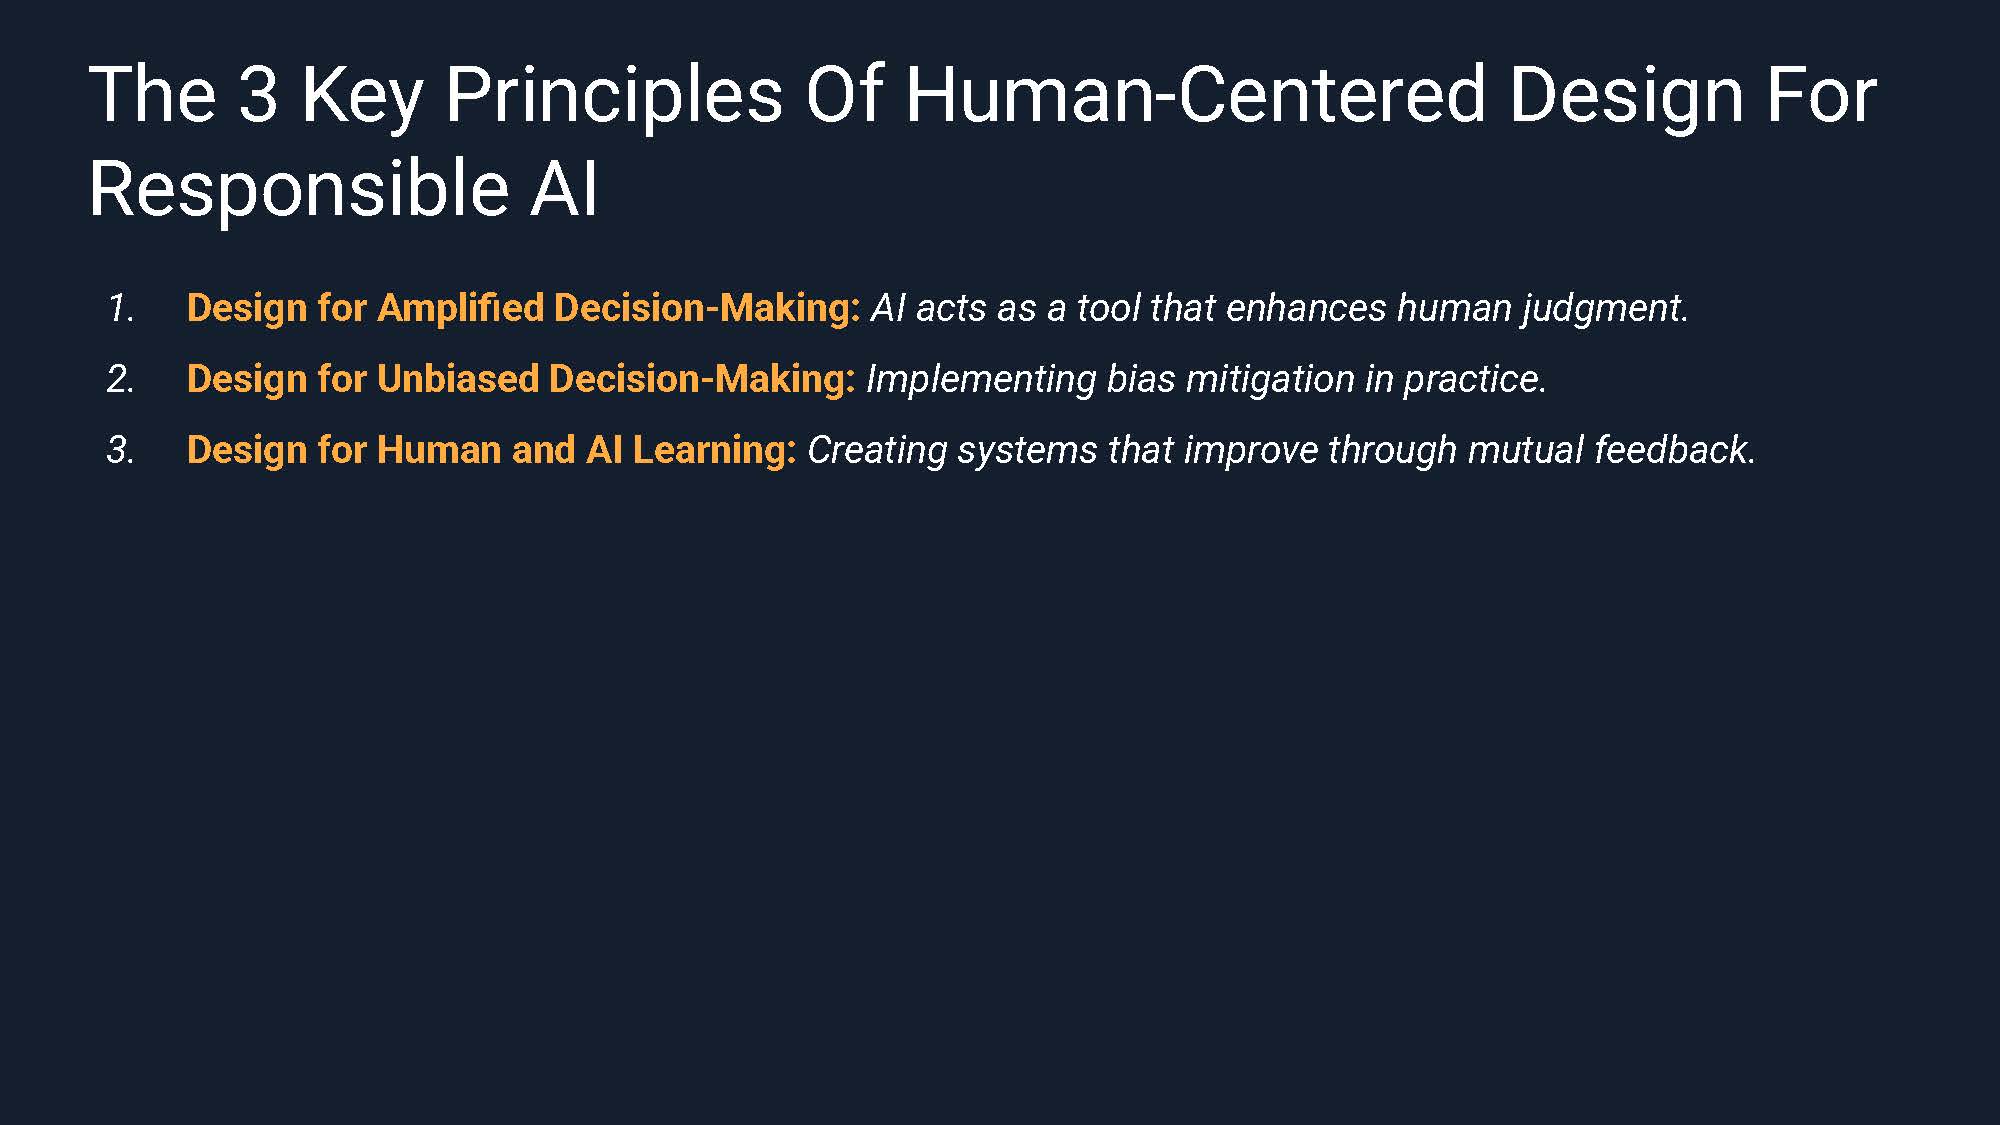 The 3 Key Principles Of Human-Centered Design For
Responsible AI
1. Design for Amplified Decision-Making: AI acts as a tool that enhances human judgment.
2. Design for Unbiased Decision-Making: Implementing bias mitigation in practice.
3. Design for Human and AI Learning: Creating systems that improve through mutual feedback.